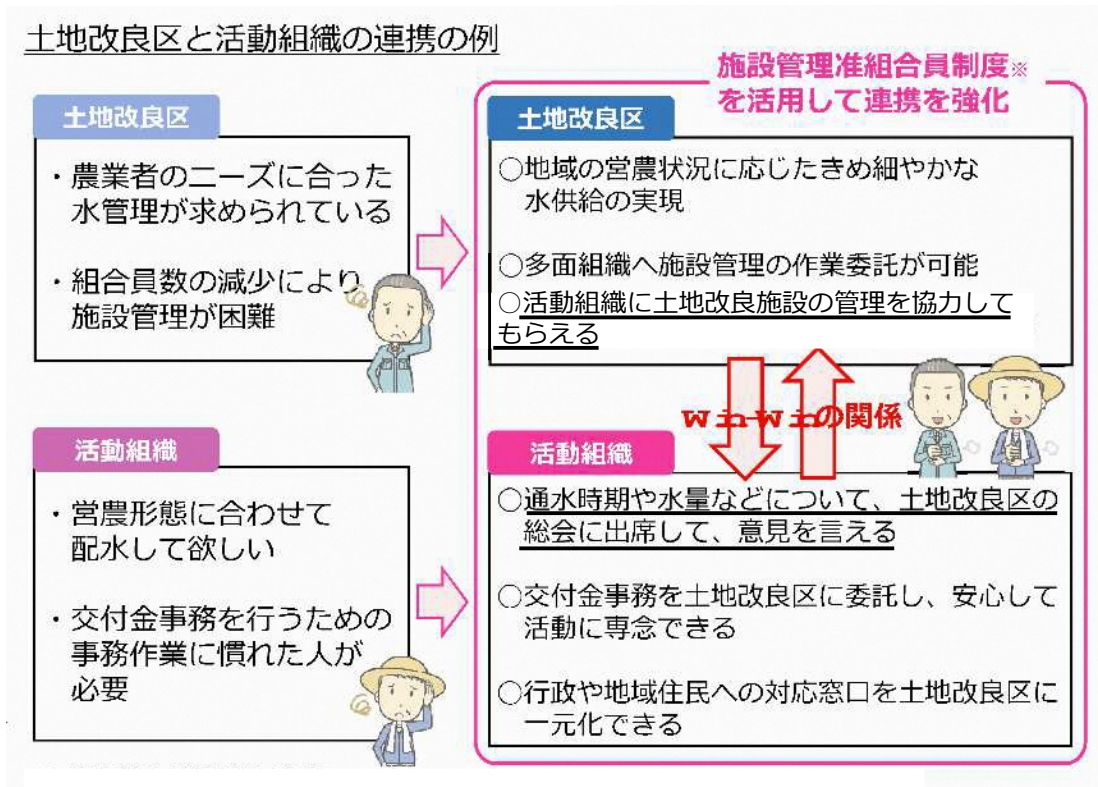 土地改良区と活動組織の連携の例
施設管理准組合員制度※
を活用して連携を強化
土地改良区
・農業者のニーズに合った
水管理が求められている
・組合員数の減少により
施設管理が困難
土地改良区
○地域の営農状況に応じたきめ細やかな
水供給の実現
○多面組織へ施設管理の作業委託が可能
○活動組織に土地改良施設の管理を協力して
もらえる
ｗｉｎ-ｗｉｎの関係
活動組織
・営農形態に合わせて
配水して欲しい
・交付金事務を行うための
事務作業に慣れた人が
必要
活動組織
○通水時期や水量などについて、土地改良区の
総会に出席して、意見を言える
○交付金事務を土地改良区に委託し、安心して
活動に専念できる
○行政や地域住民への対応窓口を土地改良区に
一元化できる